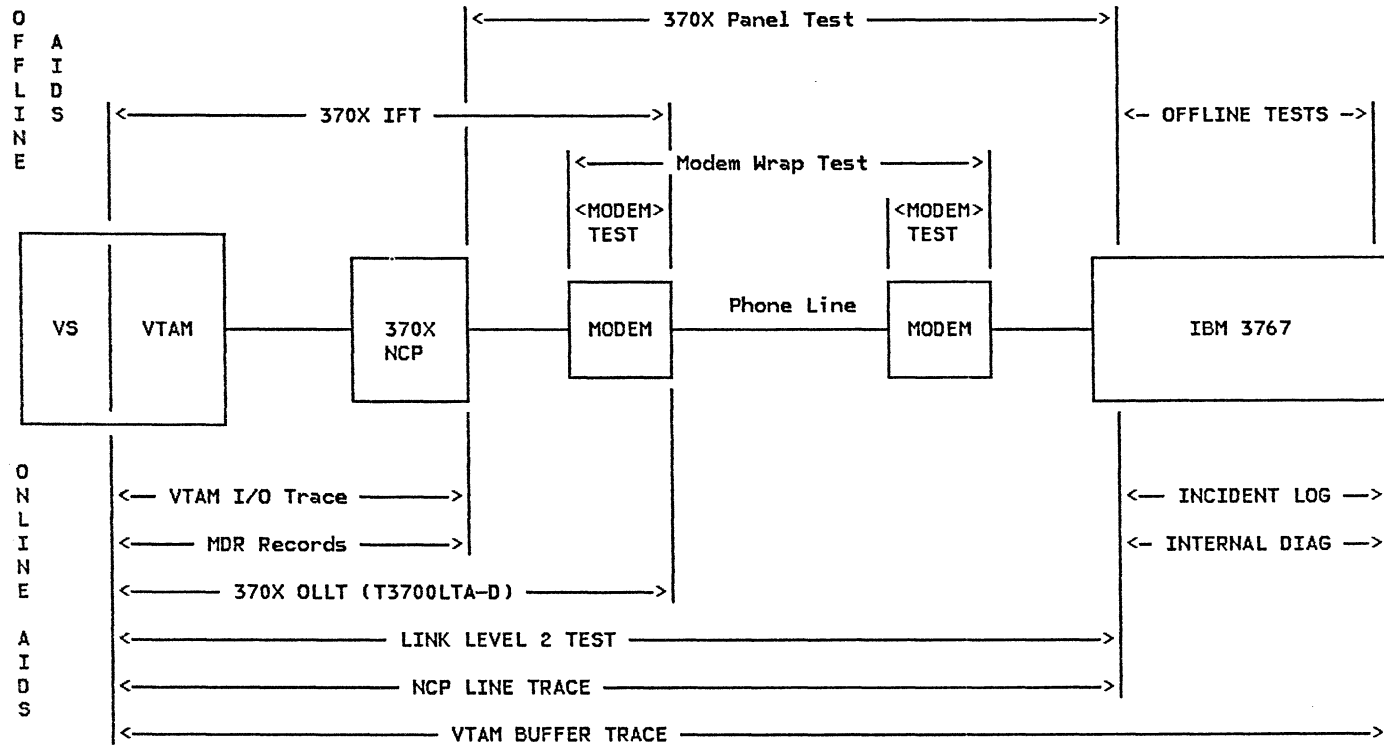 OFFLINE
AIDS
<——— 370X Panel Test ———>
<——— 370X IFT ———>
<— OFFLINE TESTS —>
<——— Modem Wrap Test ———>
<MODEM>
TEST
<MODEM>
TEST
VS
VTAM
370X
NCP
MODEM
Phone Line
MODEM
IBM 3767
ONLINE
AIDS
<— VTAM I/O Trace ———>
<— INCIDENT LOG —>
<——— MDR Records ———>
<— INTERNAL DIAG —>
<——— 370X OLLT (T3700LTA-D) ———>
<——— LINK LEVEL 2 TEST ———>
<——— NCP LINE TRACE ———>
<——— VTAM BUFFER TRACE ———>